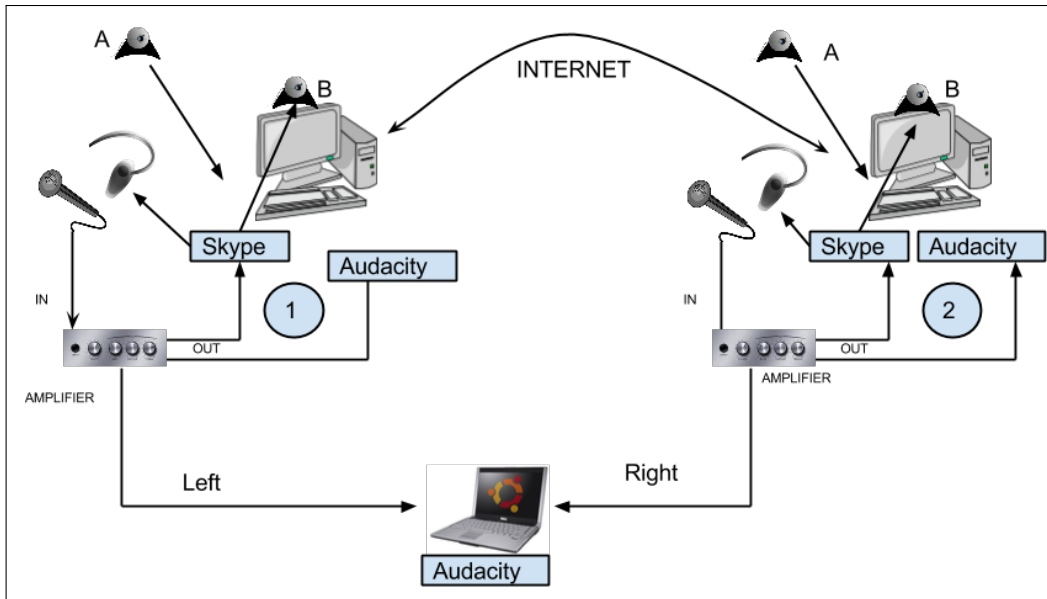 A
B
INTERNET
A
B
Skype
Audacity
1
IN
OUT
AMPLIFIER
Skype
Audacity
2
IN
OUT
AMPLIFIER
Left
Right
Audacity